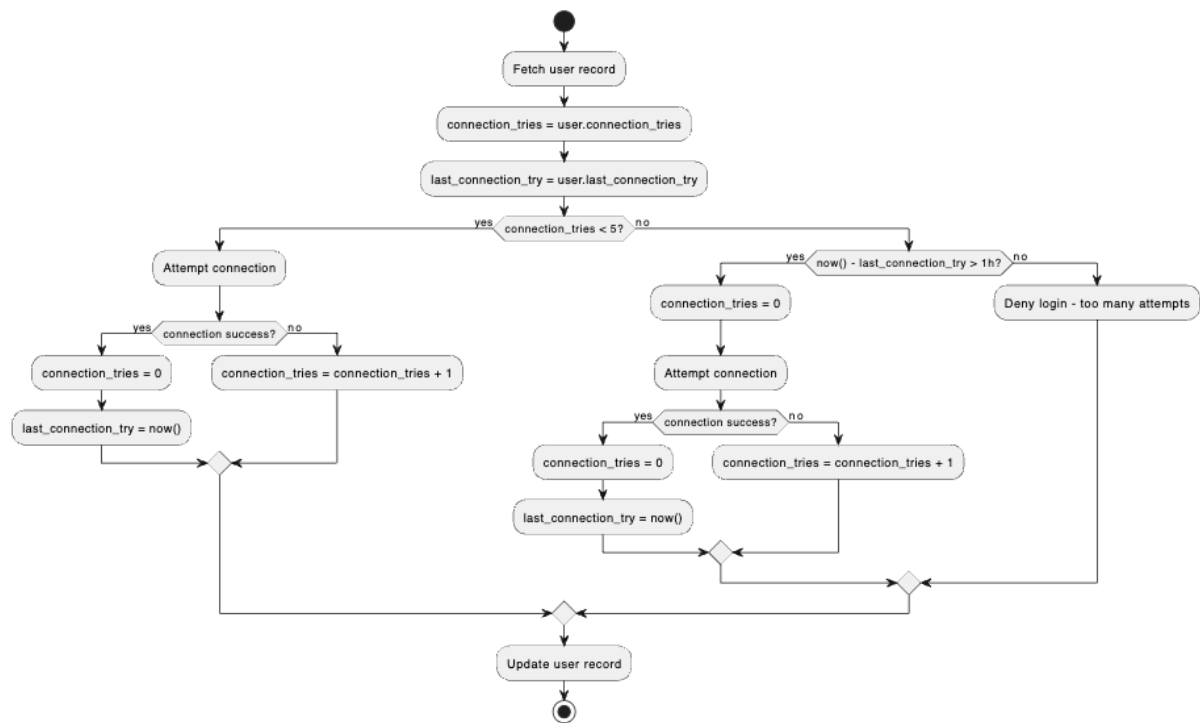 Fetch user record
connection_tries = user.connection_tries
last_connection_try = user.last_connection_try
yes
connection_tries < 5?
no
Attempt connection
yes
connection success?
no
connection_tries = 0
connection_tries = connection_tries + 1
last_connection_try = now()
yes
now() - last_connection_try > 1h?
no
connection_tries = 0
Deny login - too many attempts
Attempt connection
yes
connection success?
no
connection_tries = 0
connection_tries = connection_tries + 1
last_connection_try = now()
Update user record